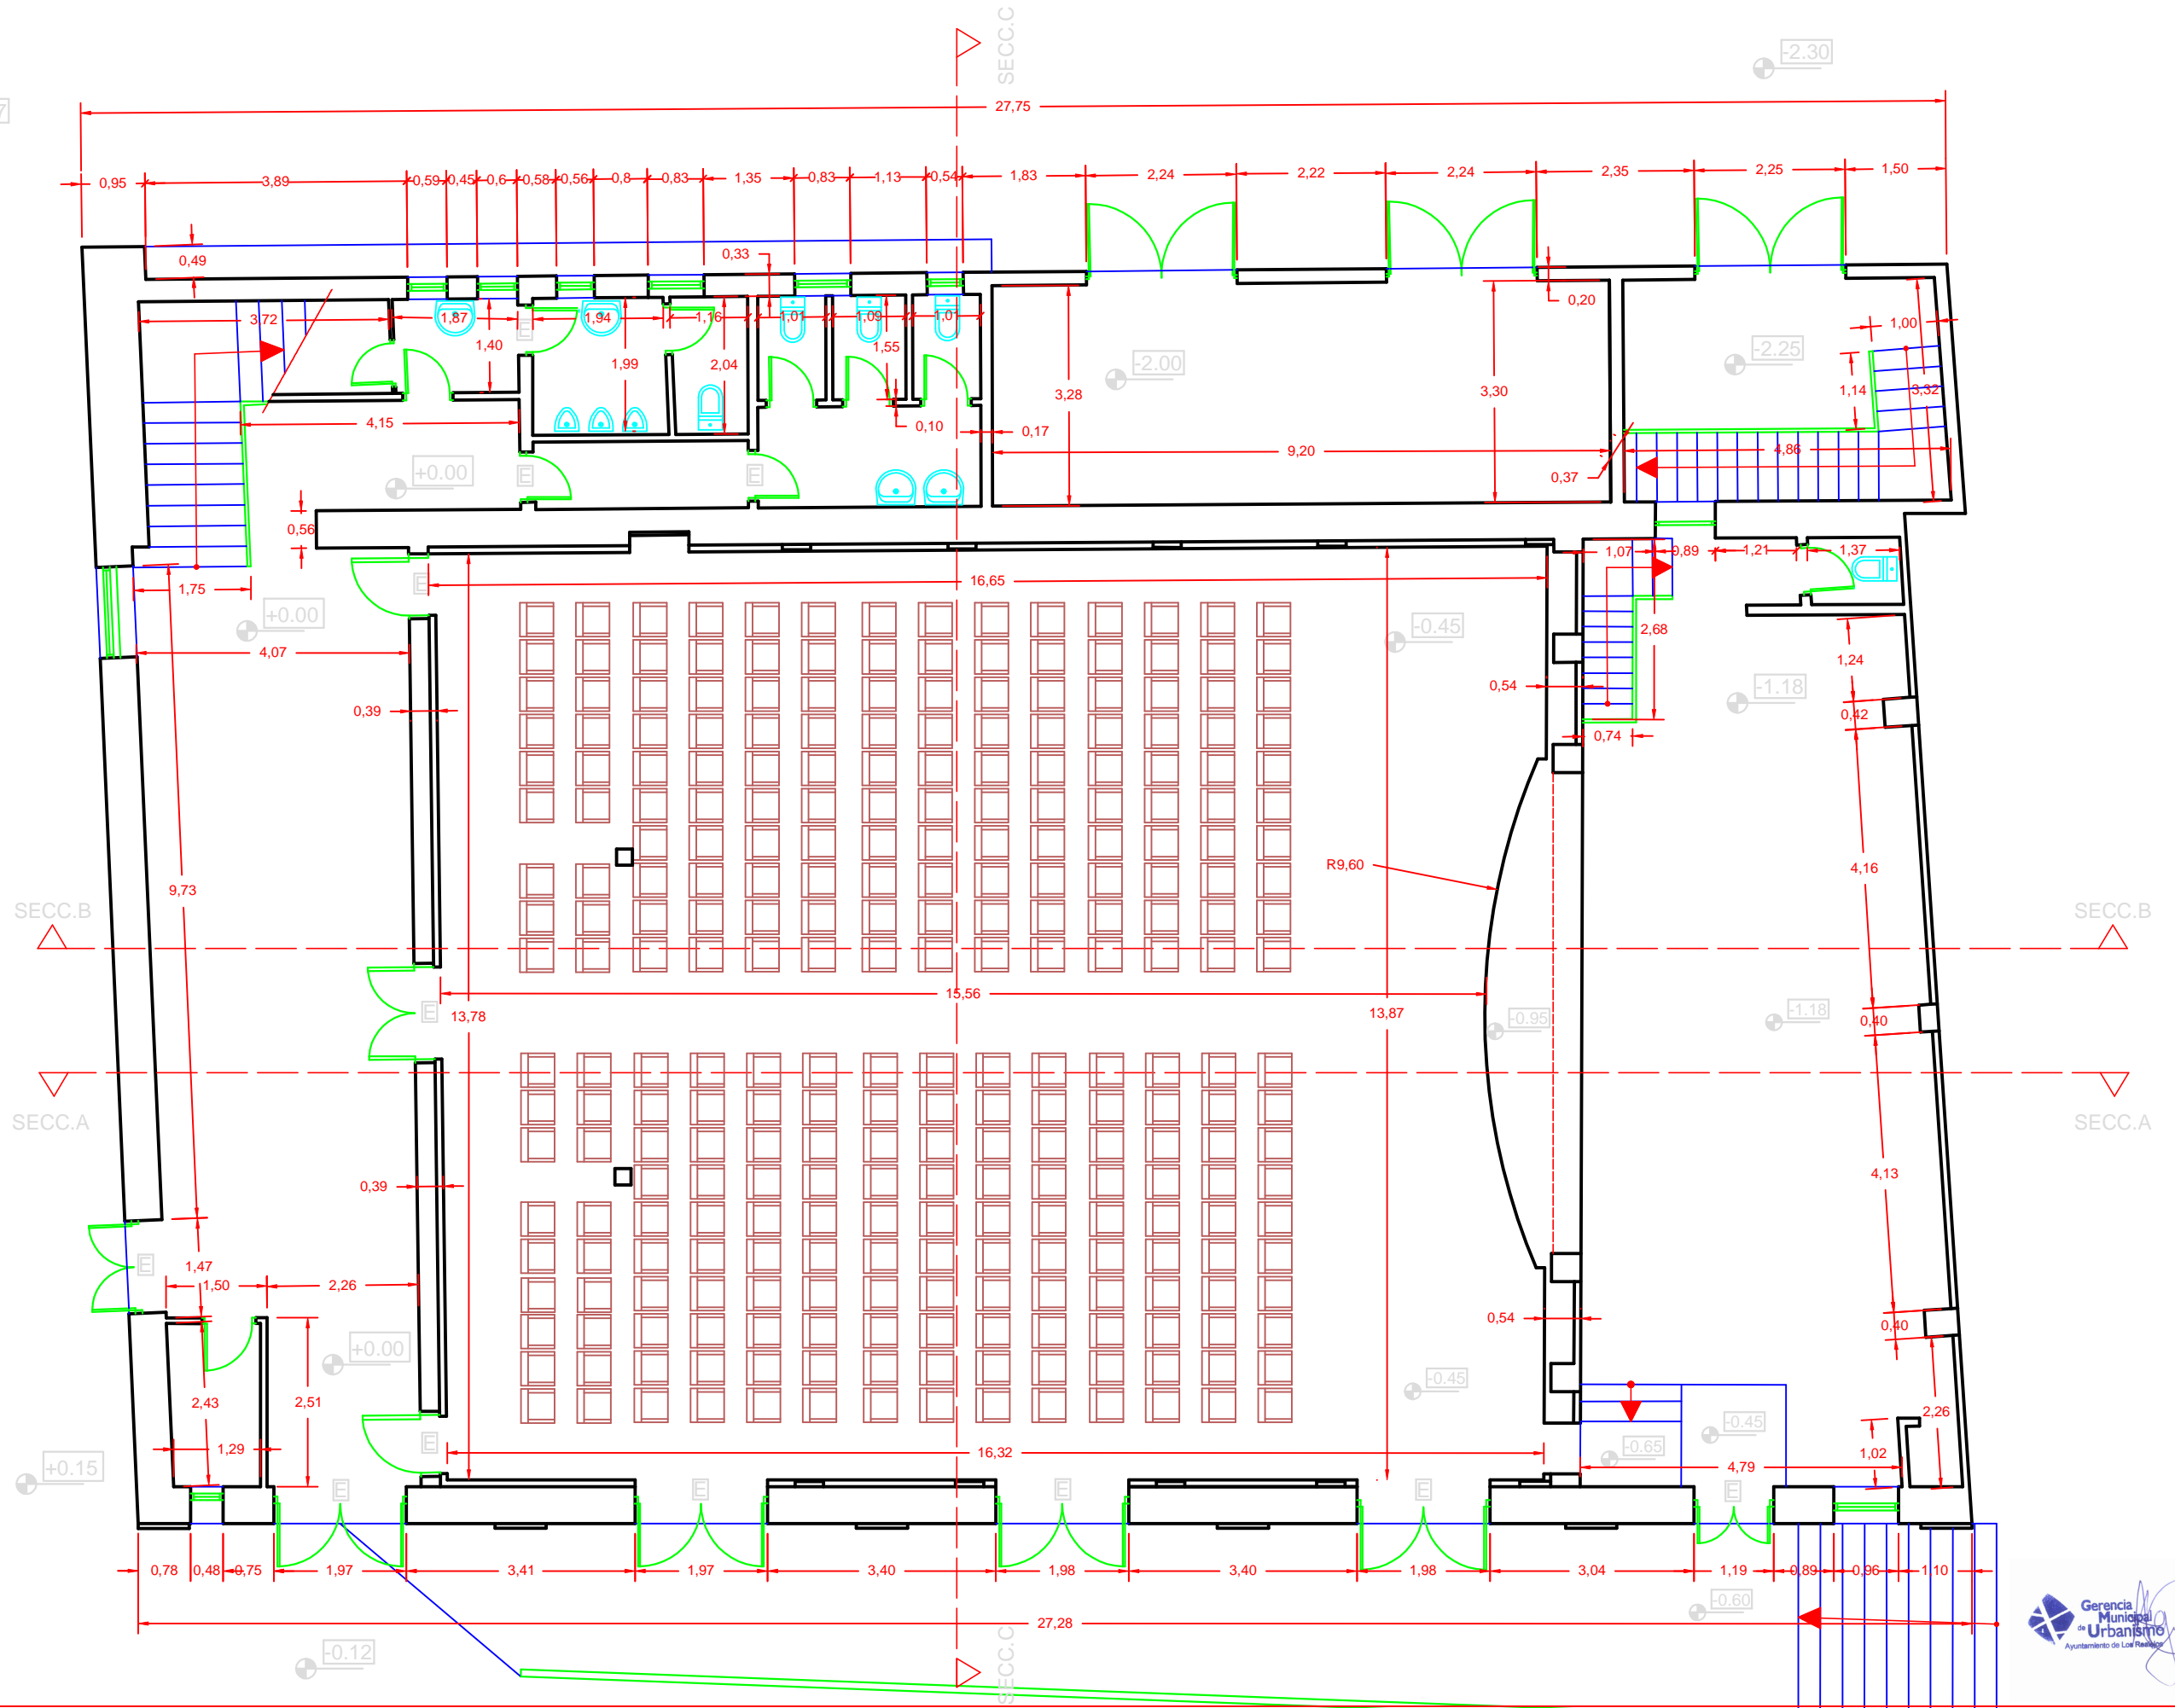 SECC.C
-2.30
27,75
7
0,95 3,89 0,59 0,45 0,6 0,58 0,56 0,8 0,83 1,35 0,83 1,13 0,54 1,83 2,24 2,22 2,24 2,35 2,25 1,50
0,49
0,33
0,20
3,72 1,87 E 1,94 1,16 1,01 1,09 1,01
1,00
1,40 1,99 2,04 1,55
-2.00
-2.25
3,28
3,30
1,14
3,32
4,15
0,10
0,17
9,20
4,86
0,37
+0.00
E
E
0,56
1,07 0,89 1,21 1,37
1,75
E
16,65
+0.00
-0.45
2,68
4,07
1,24
0,54
-1.18
0,39
0,42
0,74
R9,60
4,16
9,73
SECC.B
SECC.B
15,56
E
13,78
13,87
-0.95
-1.18
0,40
SECC.A
SECC.A
4,13
0,39
E
1,47
1,50
2,26
0,54
0,40
+0.00
-0.45
2,43
2,51
2,26
-0.45
E
1,29
16,32
-0.65
1,02
4,79
+0.15
E
E
E
E
E
0,78 0,48 0,75 1,97 3,41 1,97 3,40 1,98 3,40 1,98 3,04 1,19 0,89 0,96 1,10
-0.60
27,28
-0.12
SECC.C
Gerencia
Municipal
de Urbanismo
Ayuntamiento de Los Realejos